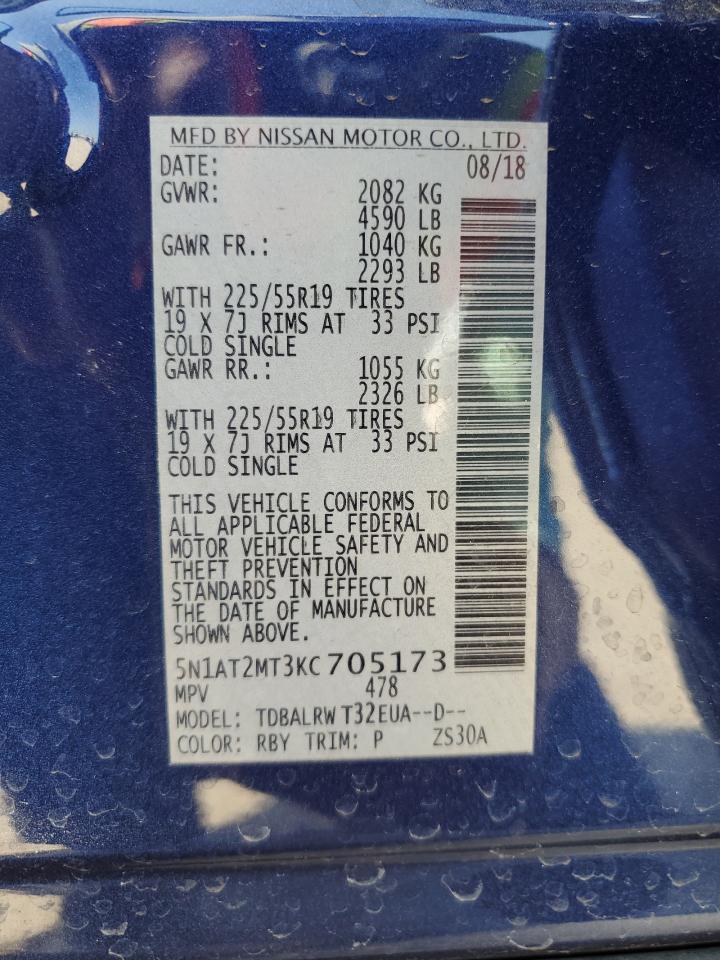 MFD BY NISSAN MOTOR CO., LTD.
DATE: 08/18
GVWR: 2082 KG
4590 LB
GAWR FR.: 1040 KG
2293 LB
WITH 225/55R19 TIRES
19 X 7J RIMS AT 33 PSI
COLD SINGLE
GAWR RR.: 1055 KG
2326 LB
WITH 225/55R19 TIRES
19 X 7J RIMS AT 33 PSI
COLD SINGLE
THIS VEHICLE CONFORMS TO
ALL APPLICABLE FEDERAL
MOTOR VEHICLE SAFETY AND
THEFT PREVENTION
STANDARDS IN EFFECT ON
THE DATE OF MANUFACTURE
SHOWN ABOVE.
5N1AT2MT3KC705173
MPV 478
MODEL: TDBALRW T32EUA--D--
COLOR: RBY TRIM: P ZS30A